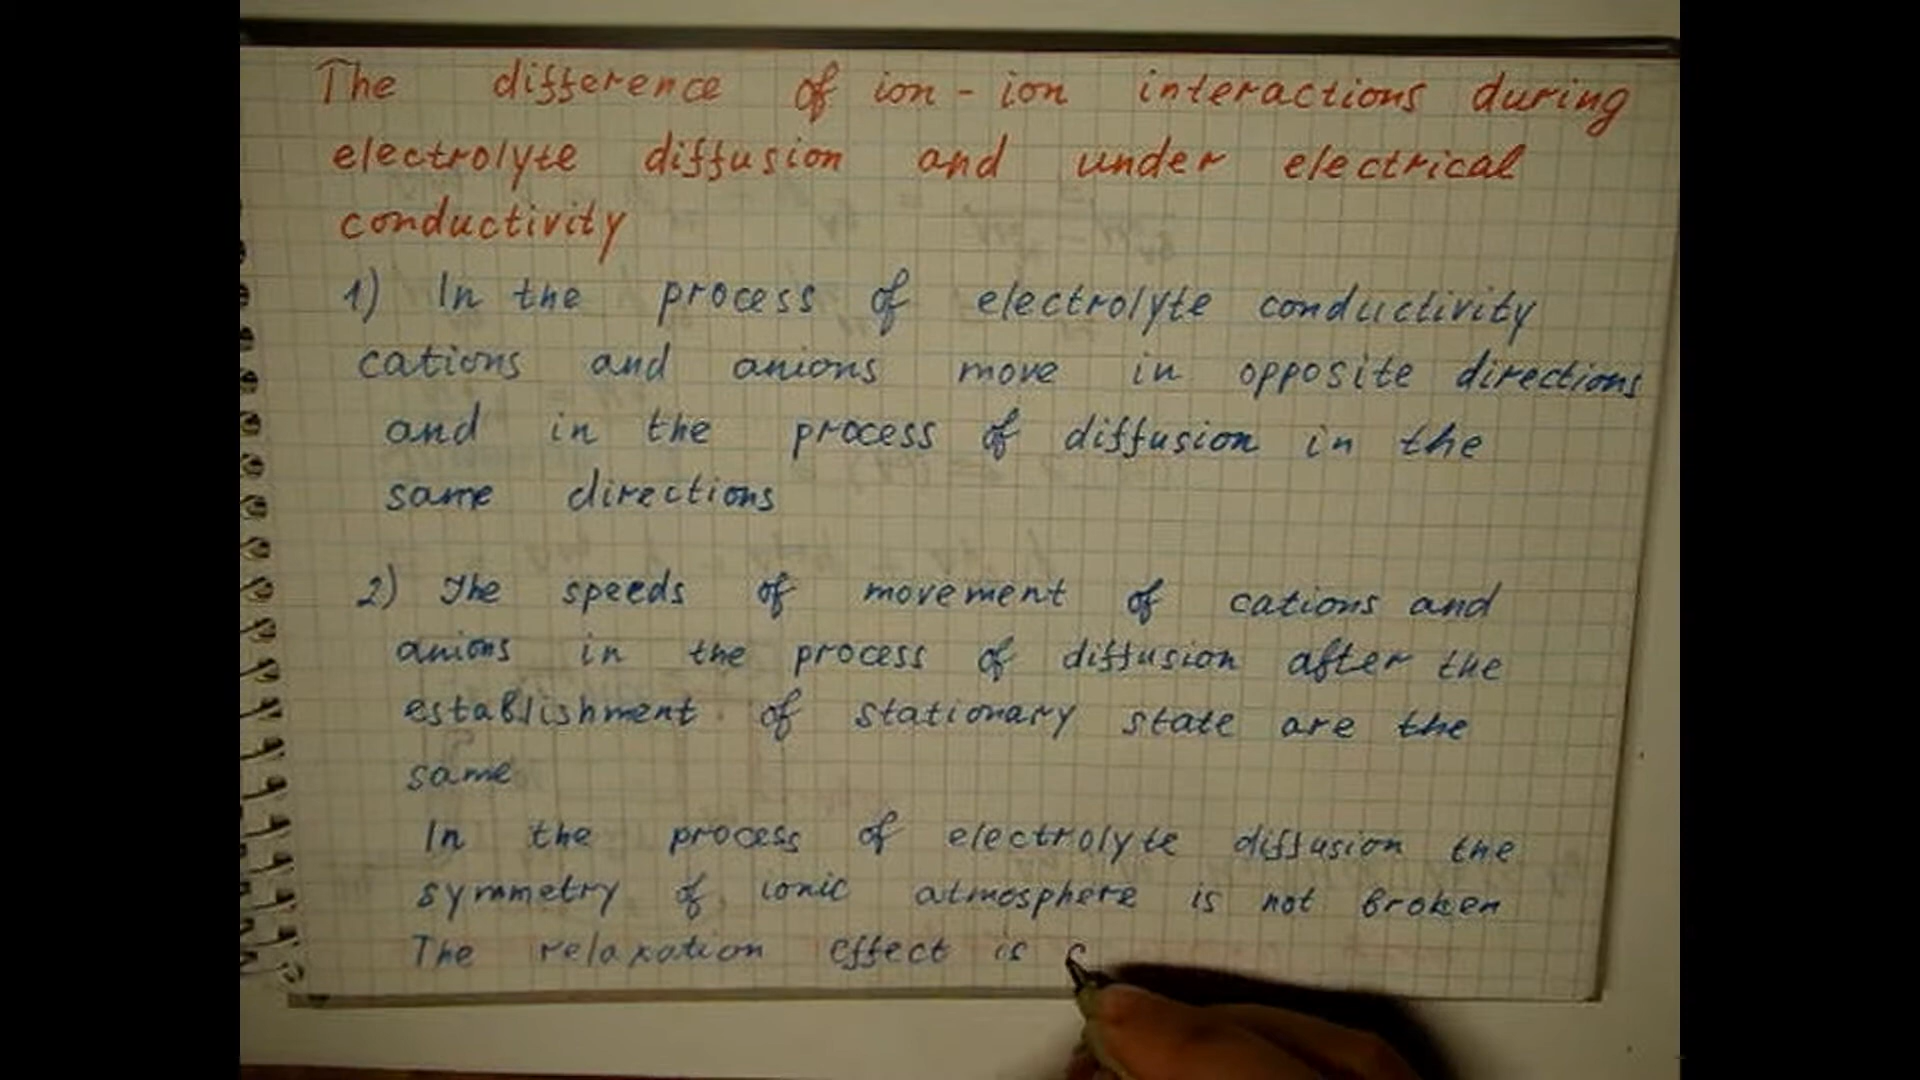 The difference of ion-ion interactions during
electrolyte diffusion and under electrical
conductivity
1) In the process of electrolyte conductivity
cations and anions move in opposite directions
and in the process of diffusion in the
same directions
2) The speeds of movement of cations and
anions in the process of diffusion after the
establishment of stationary state are the
same
In the process of electrolyte diffusion the
symmetry of ionic atmosphere is not broken
The relaxation effect is